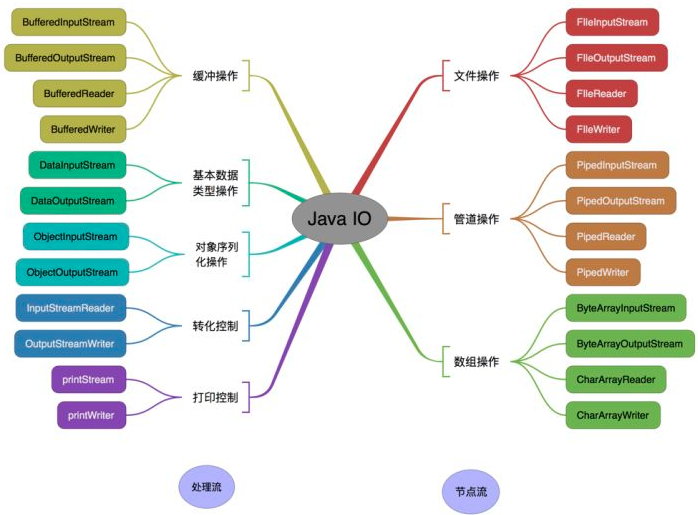 BufferedInputStream
BufferedOutputStream
BufferedReader
BufferedWriter
缓冲操作
DataInputStream
DataOutputStream
基本数据
类型操作
ObjectInputStream
ObjectOutputStream
对象序列
化操作
InputStreamReader
OutputStreamWriter
转化控制
printStream
printWriter
打印控制
Java IO
文件操作
FIleInputStream
FIleOutputStream
FIleReader
FIleWriter
管道操作
PipedInputStream
PipedOutputStream
PipedReader
PipedWriter
数组操作
ByteArrayInputStream
ByteArrayOutputStream
CharArrayReader
CharArrayWriter
处理流
节点流